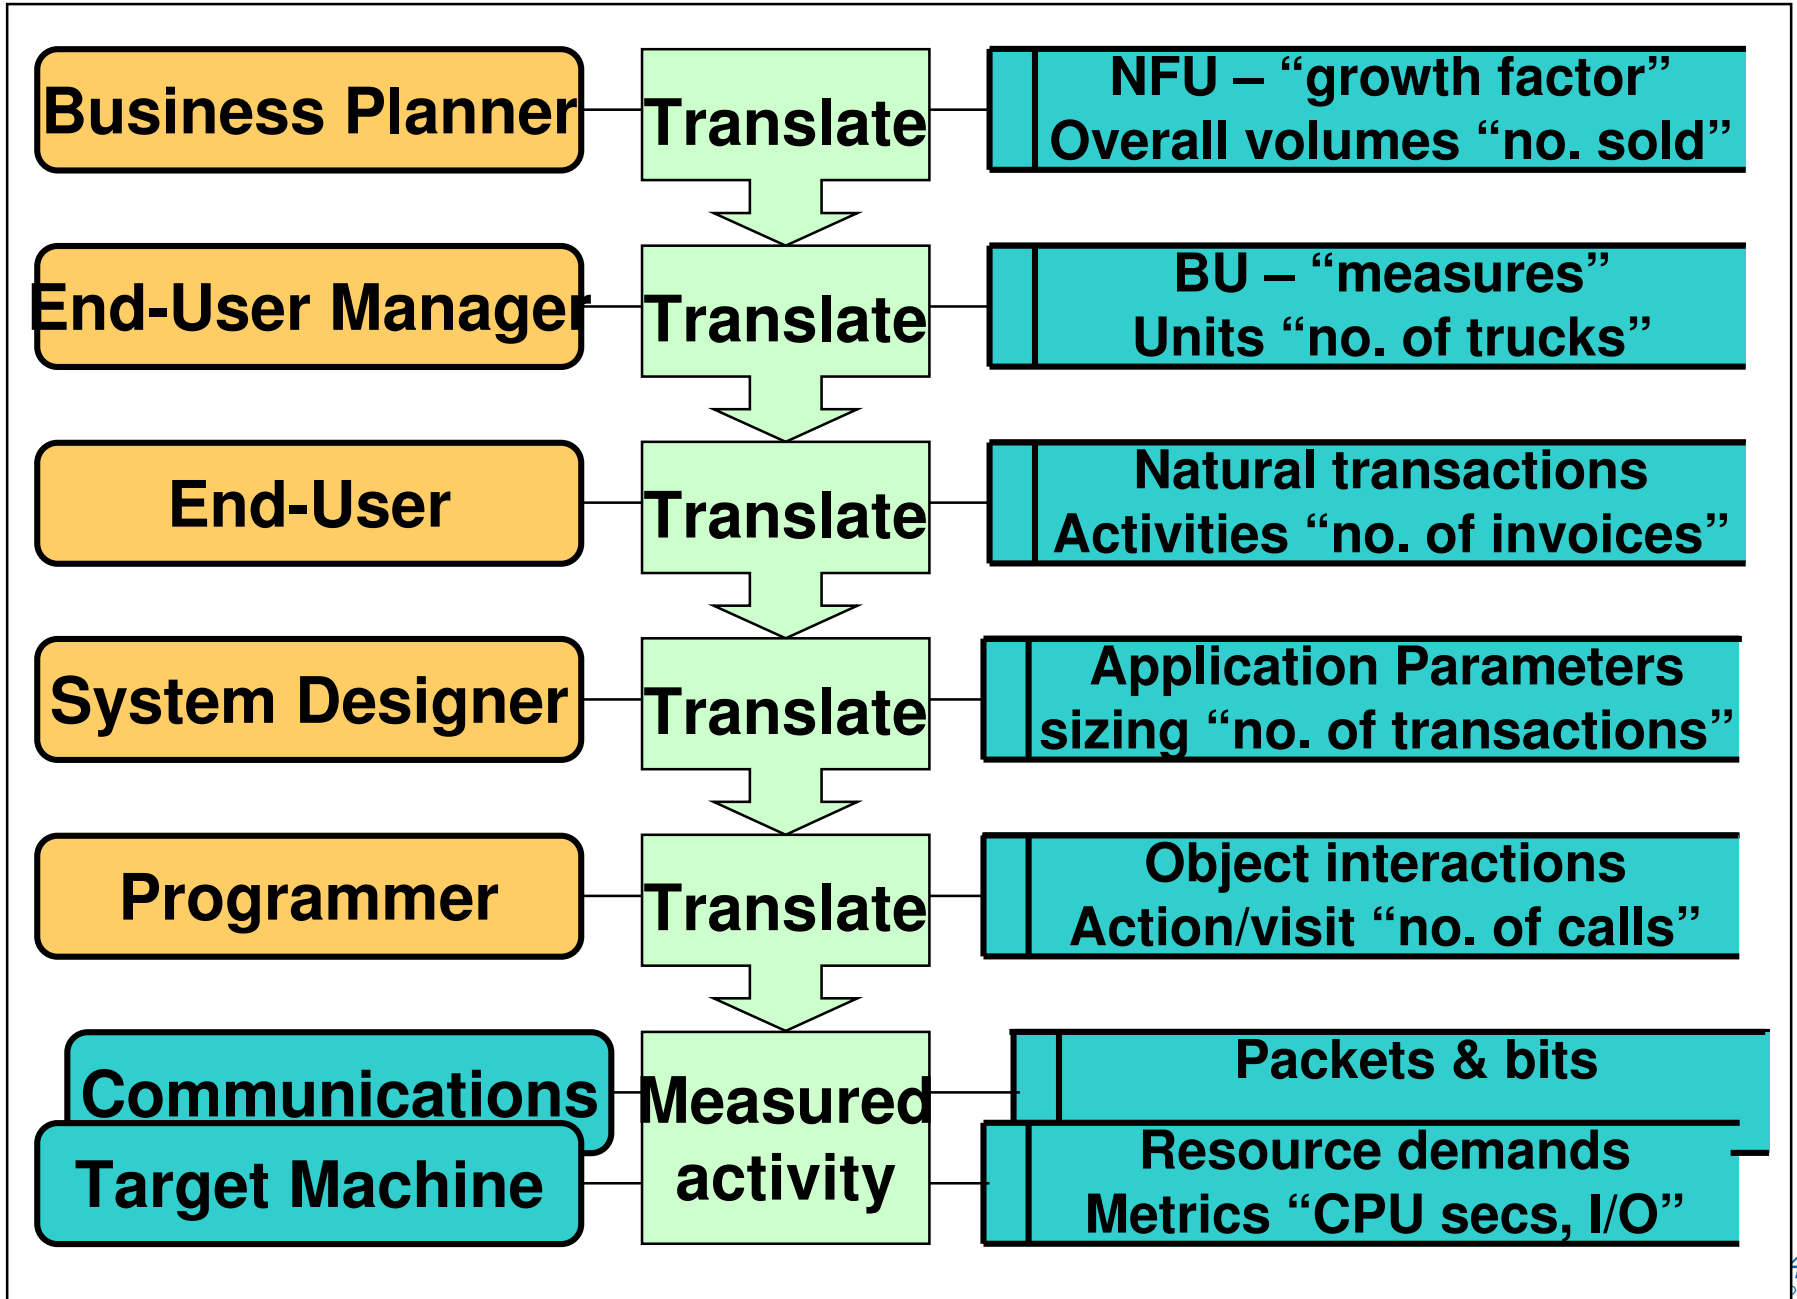 Business Planner
Translate
NFU – “growth factor”
Overall volumes “no. sold”
End-User Manager
Translate
BU – “measures”
Units “no. of trucks”
End-User
Translate
Natural transactions
Activities “no. of invoices”
System Designer
Translate
Application Parameters
sizing “no. of transactions”
Programmer
Translate
Object interactions
Action/visit “no. of calls”
Communications
Target Machine
Measured
activity
Packets & bits
Resource demands
Metrics “CPU secs, I/O”